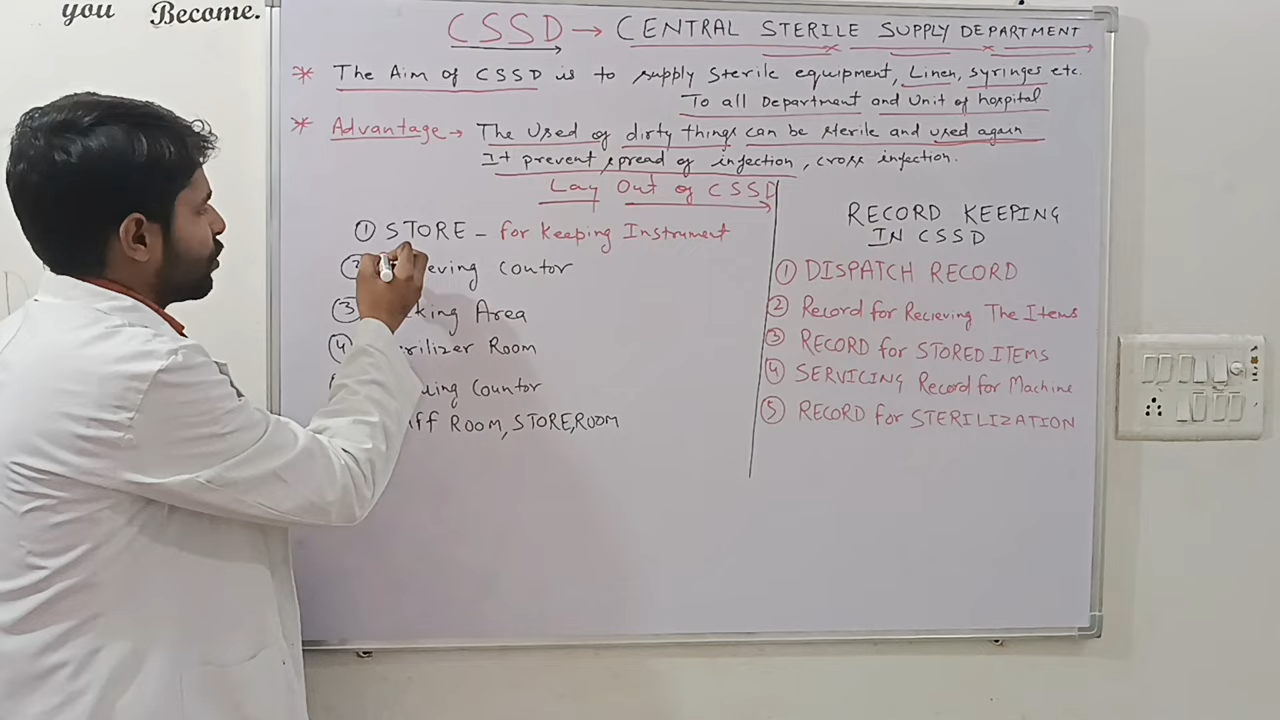 you Become.
CSSD → CENTRAL STERILE SUPPLY DEPARTMENT
* The Aim of CSSD is to supply Sterile equipment, Linen, syringes etc.
To all Department and Unit of hospital
* Advantage → The Used of dirty things can be sterile and used again
It prevent spread of infection, cross infection.
Lay Out of CSSD
① STORE - for Keeping Instrument
eving Countor
③ king Area
④ rilizer Room
uing Countor
ff Room, STORE, ROOM
RECORD KEEPING
IN CSSD
① DISPATCH RECORD
② Record for Recieving The Items
③ RECORD for STORED ITEMS
④ SERVICING Record for Machine
⑤ RECORD for STERILIZATION